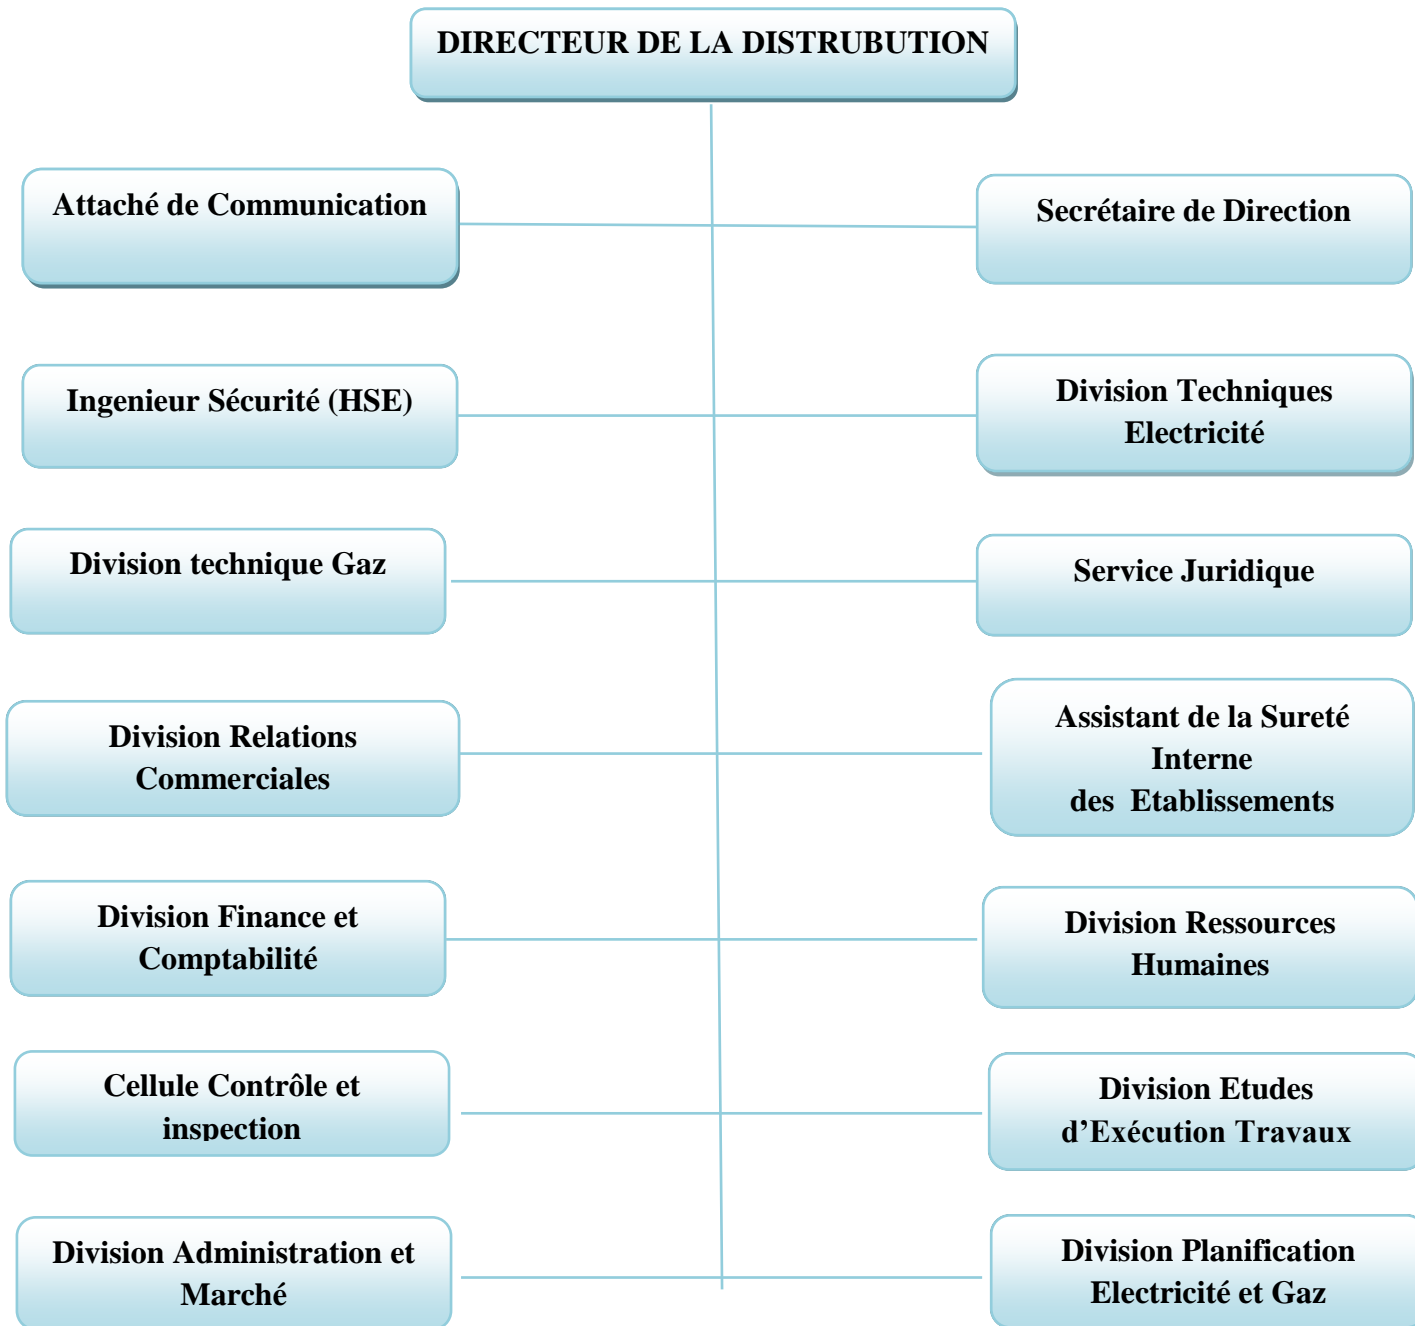 DIRECTEUR DE LA DISTRUBUTION
Attaché de Communication
Secrétaire de Direction
Ingenieur Sécurité (HSE)
Division Techniques
Electricité
Division technique Gaz
Service Juridique
Division Relations
Commerciales
Assistant de la Sureté
Interne
des Etablissements
Division Finance et
Comptabilité
Division Ressources
Humaines
Cellule Contrôle et
inspection
Division Etudes
d’Exécution Travaux
Division Administration et
Marché
Division Planification
Electricité et Gaz